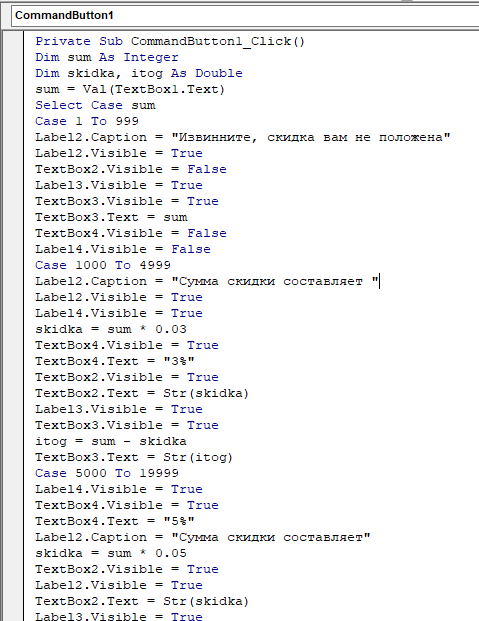 CommandButton1
Private Sub CommandButton1_Click()
Dim sum As Integer
Dim skidka, itog As Double
sum = Val(TextBox1.Text)
Select Case sum
Case 1 To 999
Label2.Caption = "Извинните, скидка вам не положена"
Label2.Visible = True
TextBox2.Visible = False
Label3.Visible = True
TextBox3.Visible = True
TextBox3.Text = sum
TextBox4.Visible = False
Label4.Visible = False
Case 1000 To 4999
Label2.Caption = "Сумма скидки составляет "
Label2.Visible = True
Label4.Visible = True
skidka = sum * 0.03
TextBox4.Visible = True
TextBox4.Text = "3%"
TextBox2.Visible = True
TextBox2.Text = Str(skidka)
Label3.Visible = True
TextBox3.Visible = True
itog = sum - skidka
TextBox3.Text = Str(itog)
Case 5000 To 19999
Label4.Visible = True
TextBox4.Visible = True
TextBox4.Text = "5%"
Label2.Caption = "Сумма скидки составляет"
skidka = sum * 0.05
TextBox2.Visible = True
Label2.Visible = True
TextBox2.Text = Str(skidka)
Label3.Visible = True